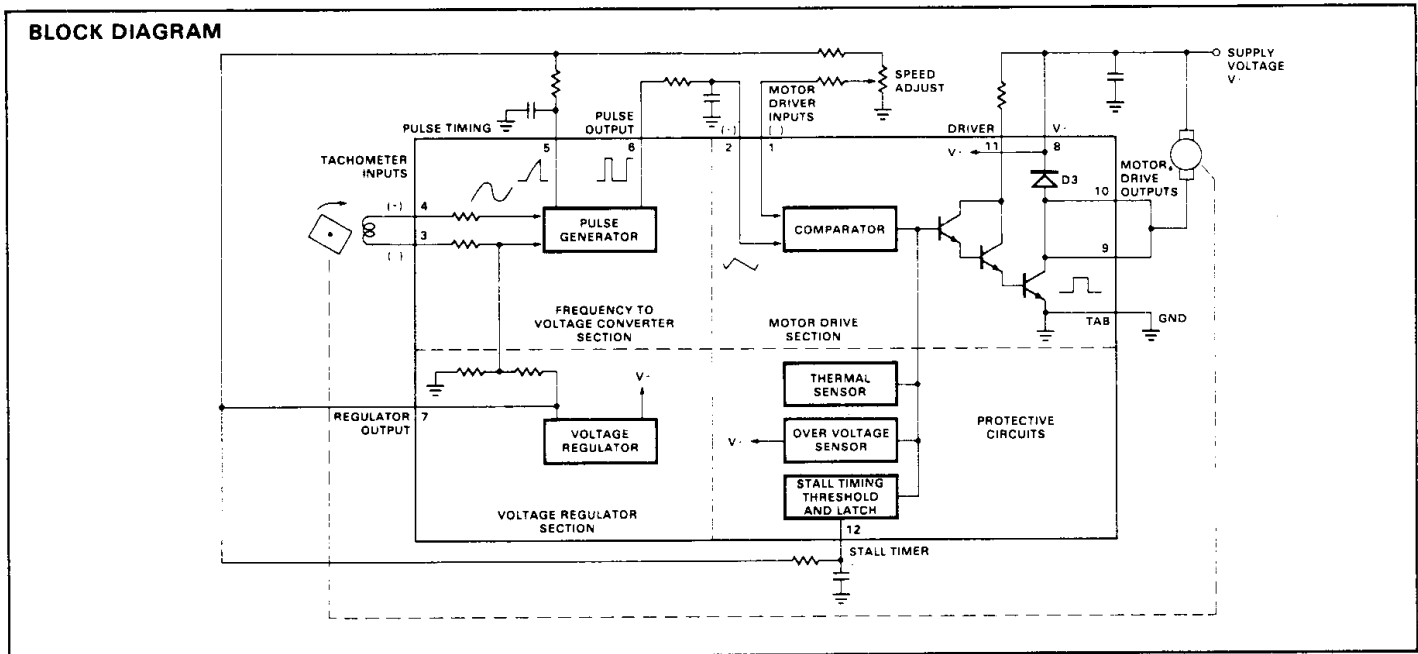 BLOCK DIAGRAM
SUPPLY
VOLTAGE
V·
SPEED
ADJUST
MOTOR
DRIVER
INPUTS
PULSE TIMING
PULSE
OUTPUT
(-)
(-)
DRIVER
V·
5
6
2
1
11
8
V·
TACHOMETER
INPUTS
D3
MOTOR
DRIVE
OUTPUTS
10
(-)
4
3
(-)
PULSE
GENERATOR
COMPARATOR
9
FREQUENCY TO
VOLTAGE CONVERTER
SECTION
MOTOR DRIVE
SECTION
TAB
GND
V·
THERMAL
SENSOR
REGULATOR
OUTPUT
7
VOLTAGE
REGULATOR
V·
OVER VOLTAGE
SENSOR
PROTECTIVE
CIRCUITS
STALL TIMING
THRESHOLD
AND LATCH
VOLTAGE REGULATOR
SECTION
12
STALL TIMER